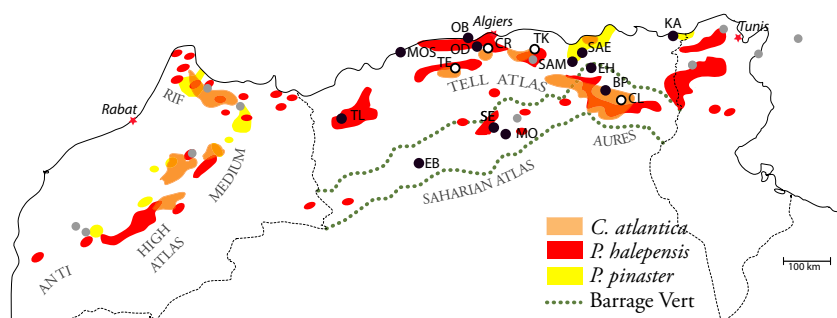 OB
Algiers
KA
Tunis
OD
CR
TK
SAE
MOS
TE
SAM
EH
TELL ATLAS
BP
RIF
CL
Rabat
TL
SE
MO
AURES
MEDIUM
EB
SAHARIAN ATLAS
HIGH
ATLAS
ANTI
C. atlantica
P. halepensis
P. pinaster
Barrage Vert
100 km